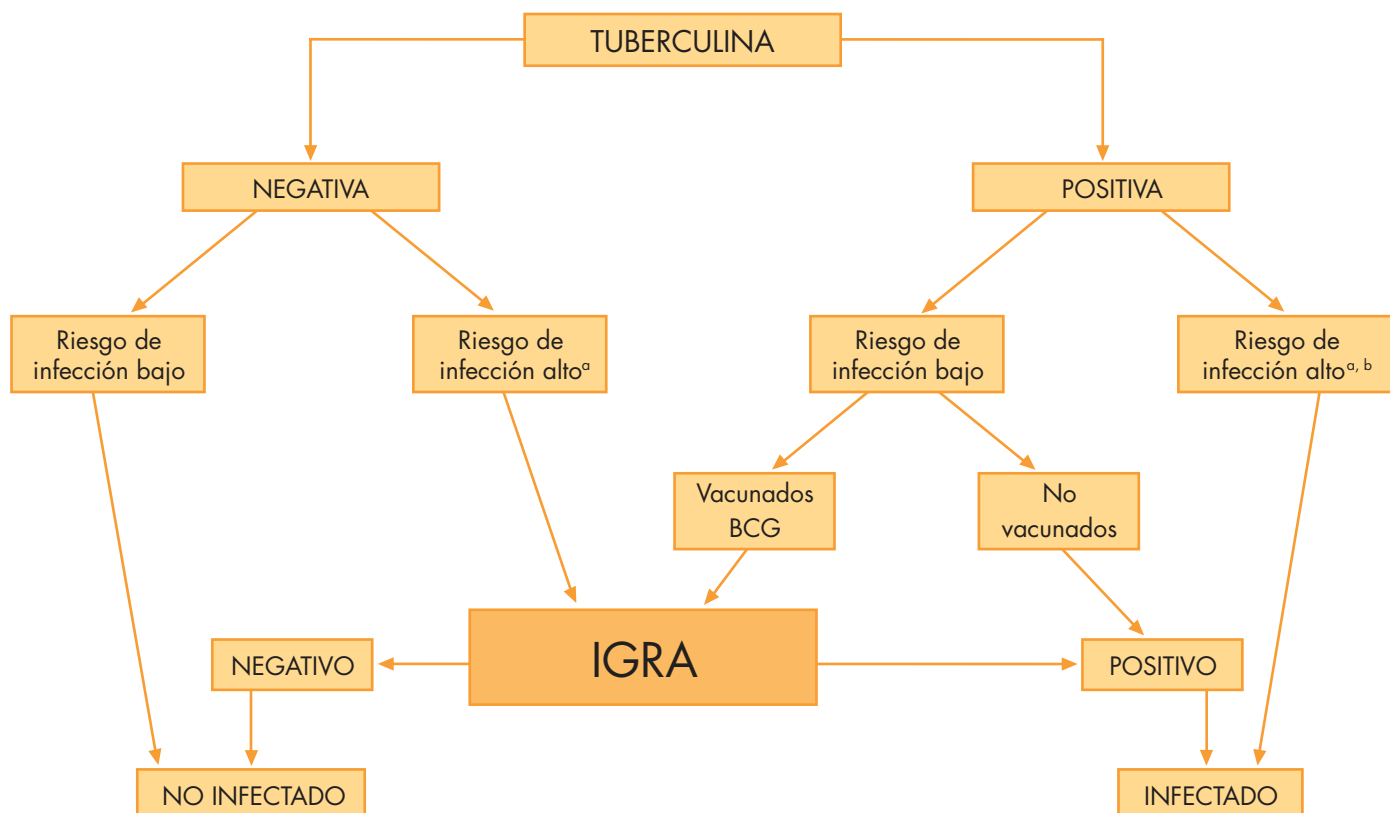 TUBERCULINA
NEGATIVA
POSITIVA
Riesgo de
infección bajo
Riesgo de
infección altoᵃ
Riesgo de
infección bajo
Riesgo de
infección altoᵃ, ᵇ
Vacunados
BCG
No
vacunados
NEGATIVO
IGRA
POSITIVO
NO INFECTADO
INFECTADO